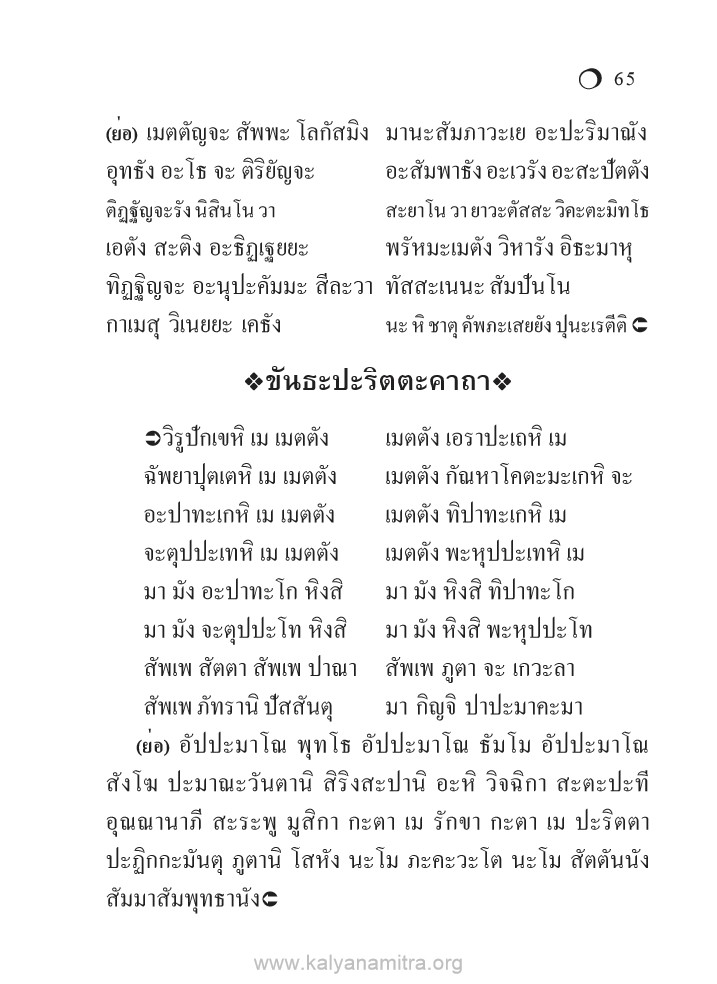 ❍ 65
(ย่อ) เมตตัญจะ สัพพะ โลกัสมิง มานะสัมภาวะเย อะปะริมาณัง
อุทธัง อะโธ จะ ติริยัญจะ อะสัมพาธัง อะเวรัง อะสะปัตตัง
ติฏฐัญจะรัง นิสินโน วา สะยาโน วา ยาวะตัสสะ วิคะตะมิทโธ
เอตัง สะติง อะธิฏเฐยยะ พรัหมะเมตัง วิหารัง อิธะมาหุ
ทิฏฐิญจะ อะนุปะคัมมะ สีละวา ทัสสะเนนะ สัมปันโน
กาเมสุ วิเนยยะ เคธัง นะ หิ ชาตุ คัพภะเสยยัง ปุนะเรตีติ ➲
❖ขันธะปะริตตะคาถา❖
➲วิรูปักเขหิ เม เมตตัง เมตตัง เอราปะเถหิ เม
ฉัพยาปุตเตหิ เม เมตตัง เมตตัง กัณหาโคตะมะเกหิ จะ
อะปาทะเกหิ เม เมตตัง เมตตัง ทิปาทะเกหิ เม
จะตุปปะเทหิ เม เมตตัง เมตตัง พะหุปปะเทหิ เม
มา มัง อะปาทะโก หิงสิ มา มัง หิงสิ ทิปาทะโก
มา มัง จะตุปปะโท หิงสิ มา มัง หิงสิ พะหุปปะโท
สัพเพ สัตตา สัพเพ ปาณา สัพเพ ภูตา จะ เกวะลา
สัพเพ ภัทรานิ ปัสสันตุ มา กิญจิ ปาปะมาคะมา
(ย่อ) อัปปะมาโณ พุทโธ อัปปะมาโณ ธัมโม อัปปะมาโณ
สังโฆ ปะมาณะวันตานิ สิริงสะปานิ อะหิ วิจฉิกา สะตะปะที
อุณณานาภี สะระพู มูสิกา กะตา เม รักขา กะตา เม ปะริตตา
ปะฏิกกะมันตุ ภูตานิ โสหัง นะโม ภะคะวะโต นะโม สัตตันนัง
สัมมาสัมพุทธานัง➲
www.kalyanamitra.org